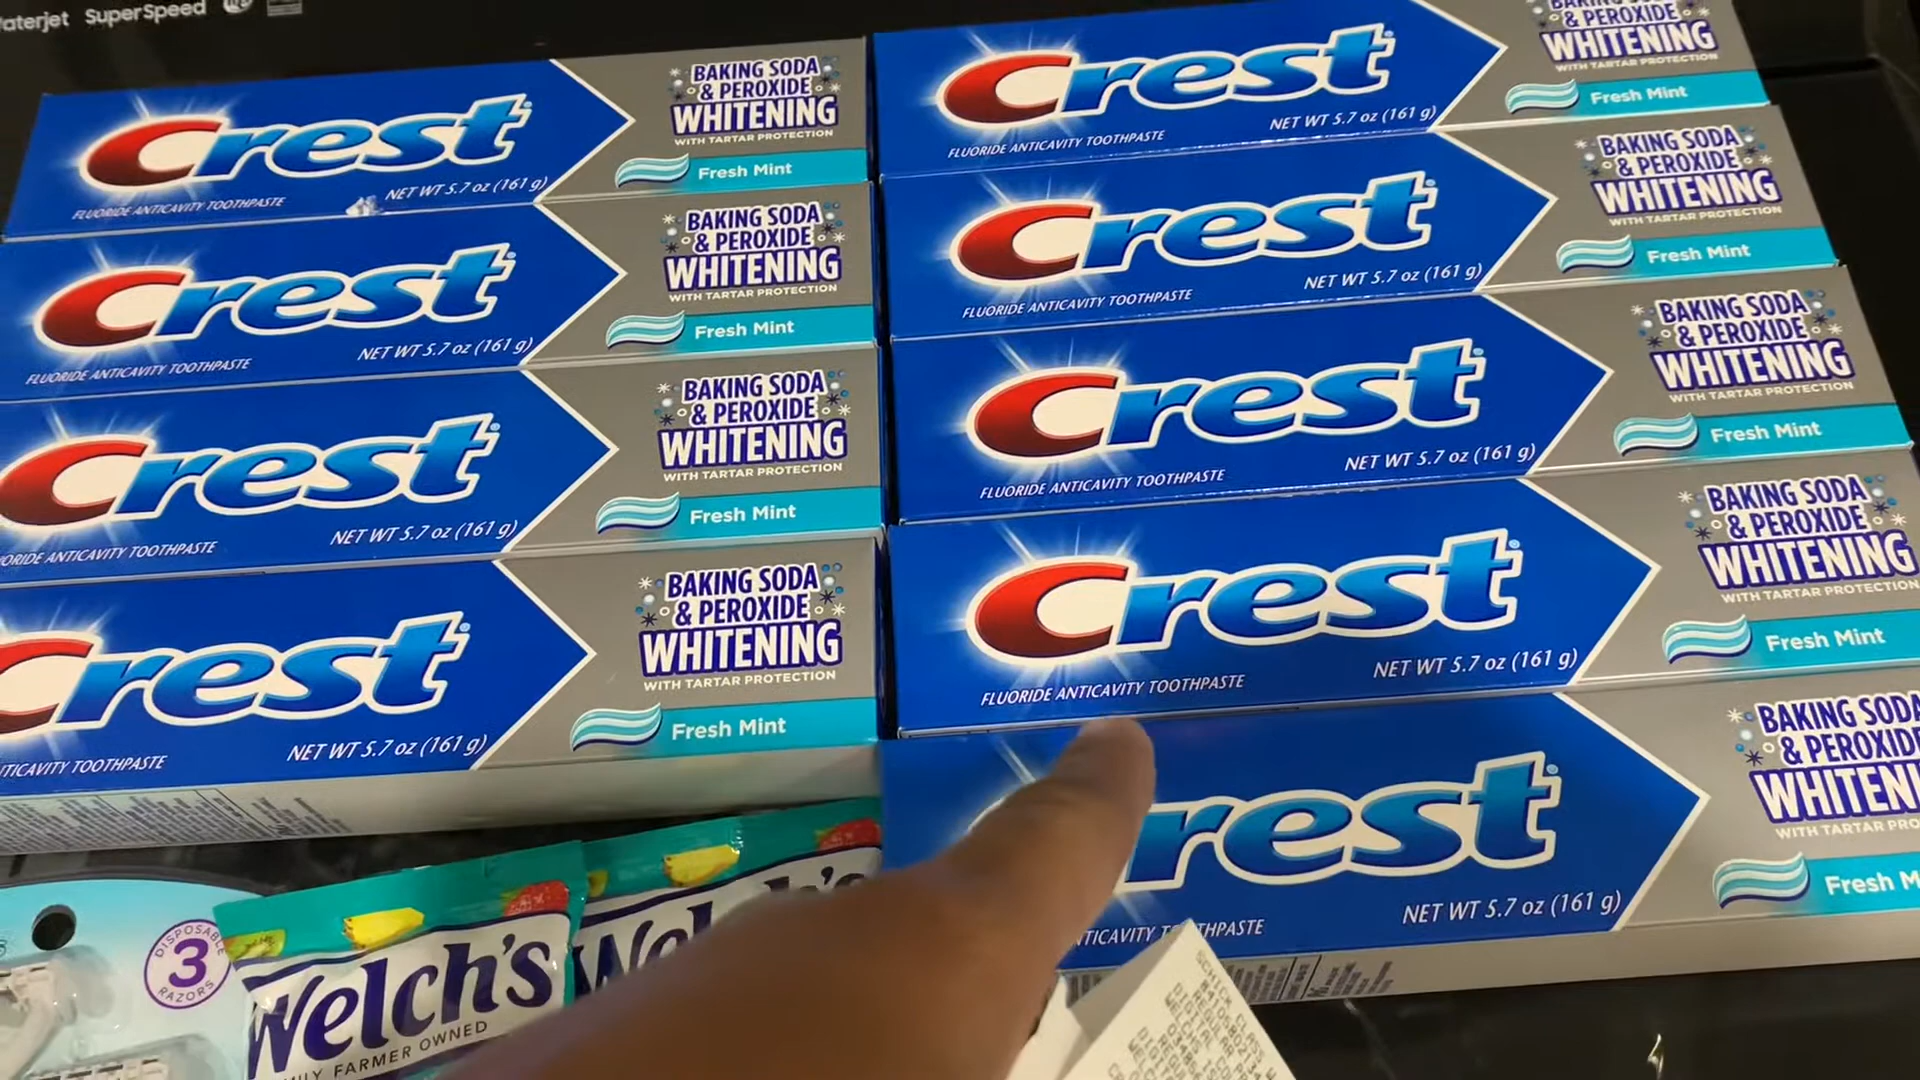 SuperSpeed
Crest
FLUORIDE ANTICAVITY TOOTHPASTE
NET WT 5.7 oz (161 g)
BAKING SODA
& PEROXIDE
WHITENING
WITH TARTAR PROTECTION
Fresh Mint
Crest
FLUORIDE ANTICAVITY TOOTHPASTE
NET WT 5.7 oz (161 g)
BAKING SODA
& PEROXIDE
WHITENING
WITH TARTAR PROTECTION
Fresh Mint
Crest
ANTICAVITY TOOTHPASTE
NET WT 5.7 oz (161 g)
BAKING SODA
& PEROXIDE
WHITENING
WITH TARTAR PROTECTION
Fresh Mint
Crest
TOOTHPASTE
NET WT 5.7 oz (161 g)
BAKING SODA
& PEROXIDE
WHITENING
WITH TARTAR PROTECTION
Fresh Mint
Crest
FLUORIDE ANTICAVITY TOOTHPASTE
NET WT 5.7 oz (161 g)
& PEROXIDE
WHITENING
WITH TARTAR PROTECTION
Fresh Mint
Crest
FLUORIDE ANTICAVITY TOOTHPASTE
NET WT 5.7 oz (161 g)
BAKING SODA
& PEROXIDE
WHITENING
WITH TARTAR PROTECTION
Fresh Mint
Crest
FLUORIDE ANTICAVITY TOOTHPASTE
NET WT 5.7 oz (161 g)
BAKING SODA
& PEROXIDE
WHITENING
WITH TARTAR PROTECTION
Fresh Mint
Crest
FLUORIDE ANTICAVITY TOOTHPASTE
NET WT 5.7 oz (161 g)
BAKING SODA
& PEROXIDE
WHITENING
WITH TARTAR PROTECTION
Fresh Mint
rest
NET WT 5.7 oz (161 g)
BAKING SODA
& PEROXIDE
WHITENI
WITH TARTAR PRO
Fresh M
DISPOSABLE
3
RAZORS
Welch's
FARMER OWNED
SCHICK
REGULAR
WELCHS